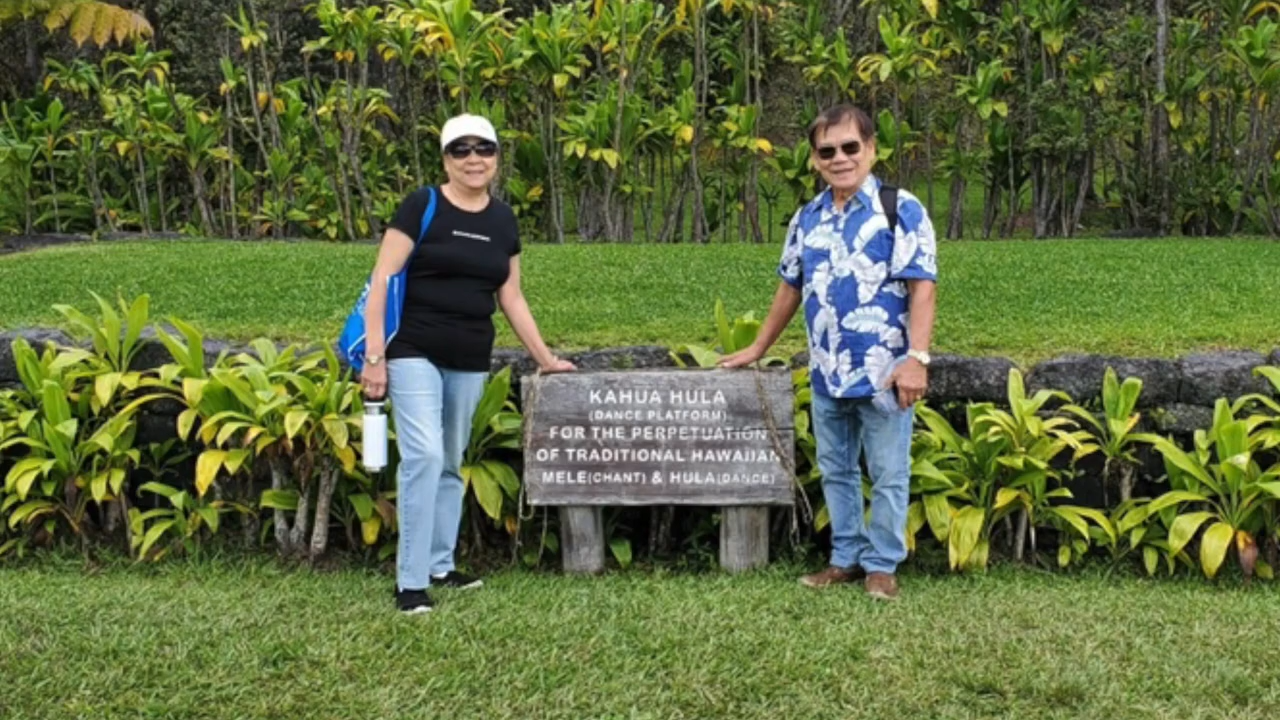 KAHUA HULA
(DANCE PLATFORM)
FOR THE PERPETUATION
OF TRADITIONAL HAWAIIAN
MELE(CHANT) & HULA(DANCE)